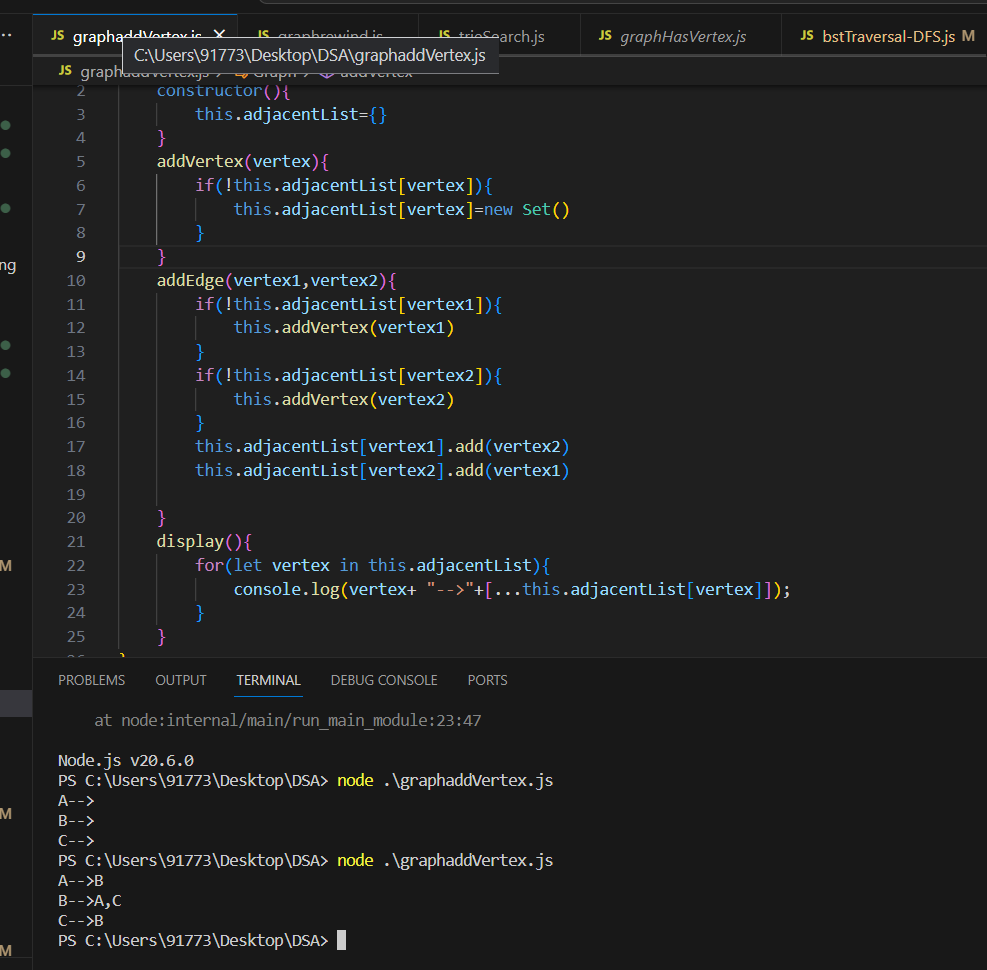 JS graphaddVertex.js × JS graphrewind.js JS trieSearch.js JS graphHasVertex.js JS bstTraversal-DFS.js M
C:\Users\91773\Desktop\DSA\graphaddVertex.js
JS graphaddVertex.js > Graph > addVertex
2 constructor(){
3 this.adjacentList={}
4 }
5 addVertex(vertex){
6 if(!this.adjacentList[vertex]){
7 this.adjacentList[vertex]=new Set()
8 }
9 }
10 addEdge(vertex1,vertex2){
11 if(!this.adjacentList[vertex1]){
12 this.addVertex(vertex1)
13 }
14 if(!this.adjacentList[vertex2]){
15 this.addVertex(vertex2)
16 }
17 this.adjacentList[vertex1].add(vertex2)
18 this.adjacentList[vertex2].add(vertex1)
19
20 }
21 display(){
22 for(let vertex in this.adjacentList){
23 console.log(vertex+ "-->"+[...this.adjacentList[vertex]]);
24 }
25 }
ng
M
M
M
PROBLEMS OUTPUT TERMINAL DEBUG CONSOLE PORTS
at node:internal/main/run_main_module:23:47
Node.js v20.6.0
PS C:\Users\91773\Desktop\DSA> node .\graphaddVertex.js
A-->
B-->
C-->
PS C:\Users\91773\Desktop\DSA> node .\graphaddVertex.js
A-->B
B-->A,C
C-->B
PS C:\Users\91773\Desktop\DSA>